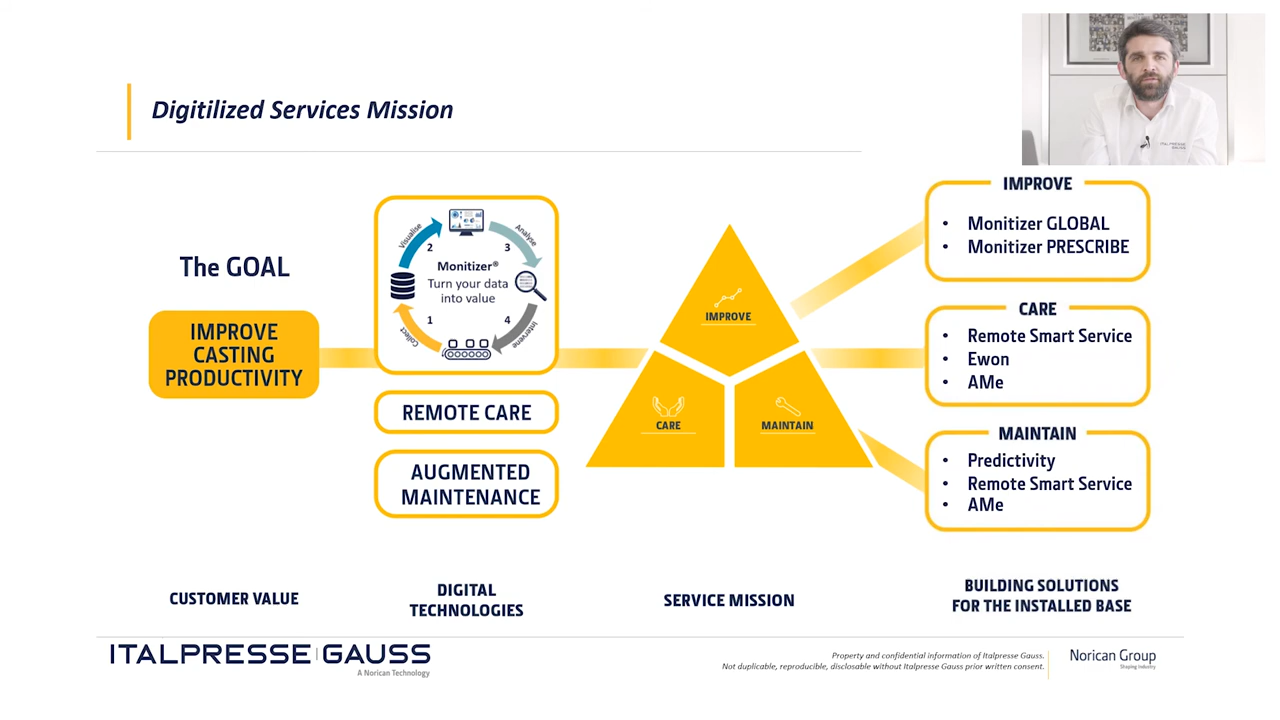 Digitilized Services Mission
ITALPRESSE
GAUSS
The GOAL
IMPROVE
CASTING
PRODUCTIVITY
Visualise
2
Analyse
3
Monitizer®
Turn your data
into value
1
Collect
4
Intervene
REMOTE CARE
AUGMENTED
MAINTENANCE
IMPROVE
CARE
MAINTAIN
IMPROVE
• Monitizer GLOBAL
• Monitizer PRESCRIBE
CARE
• Remote Smart Service
• Ewon
• AMe
MAINTAIN
• Predictivity
• Remote Smart Service
• AMe
CUSTOMER VALUE
DIGITAL
TECHNOLOGIES
SERVICE MISSION
BUILDING SOLUTIONS
FOR THE INSTALLED BASE
ITALPRESSE GAUSS
A Norican Technology
Property and confidential information of Italpresse Gauss.
Not duplicable, reproducible, disclosable without Italpresse Gauss prior written consent.
Norican Group
Shaping Industry